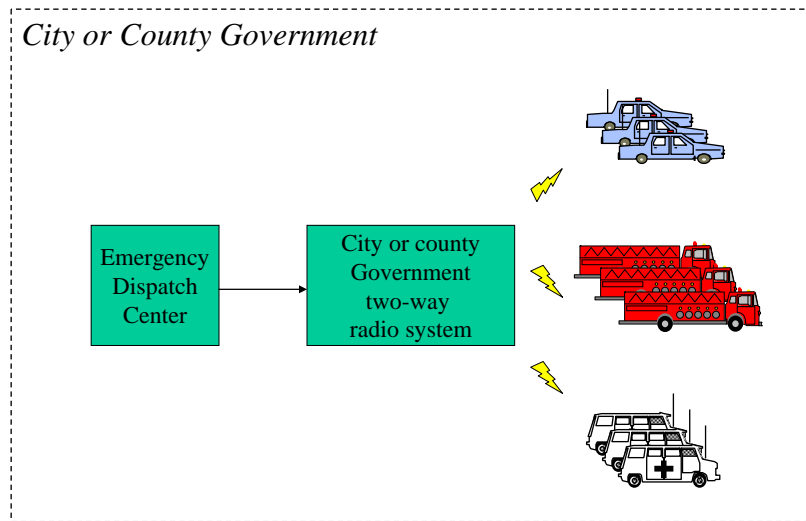 City or County Government
Emergency
Dispatch
Center
City or county
Government
two-way
radio system